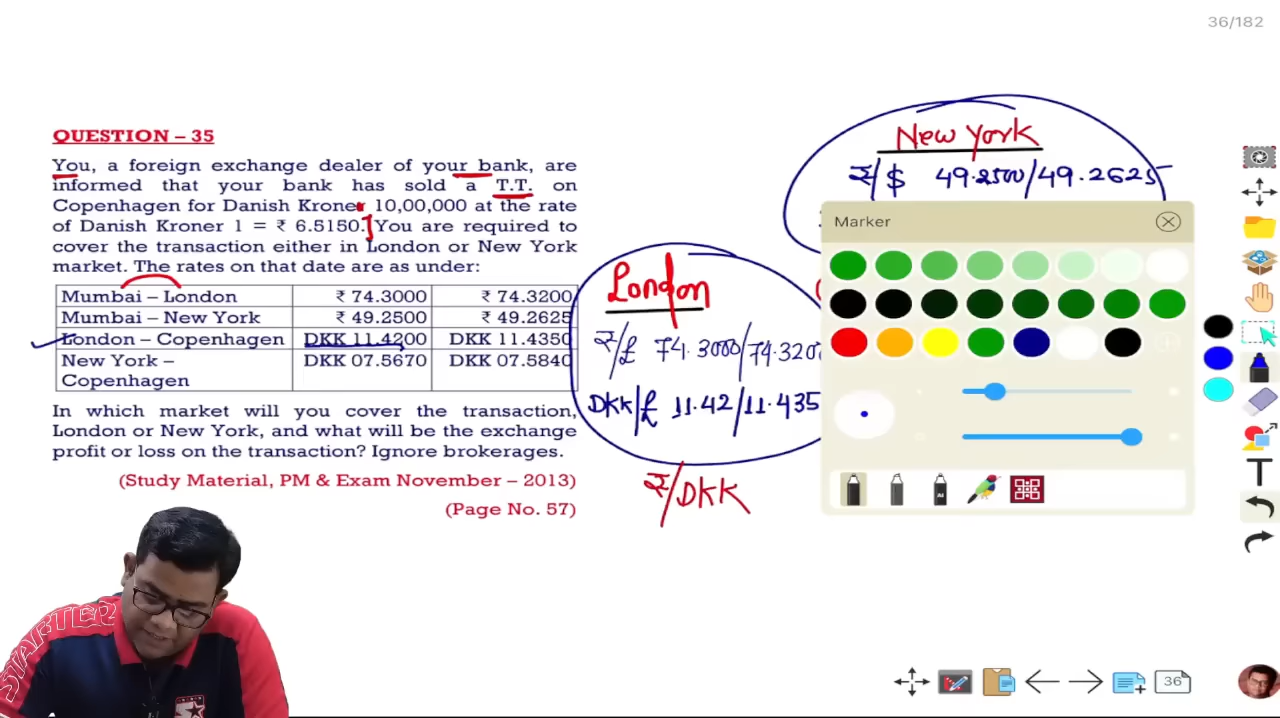 36/182
QUESTION – 35
You, a foreign exchange dealer of your bank, are
informed that your bank has sold a T.T. on
Copenhagen for Danish Kroner 10,00,000 at the rate
of Danish Kroner 1 = ₹ 6.5150. You are required to
cover the transaction either in London or New York
market. The rates on that date are as under:
Mumbai – London ₹ 74.3000 ₹ 74.3200
Mumbai – New York ₹ 49.2500 ₹ 49.2625
London – Copenhagen DKK 11.4200 DKK 11.4350
New York – DKK 07.5670 DKK 07.5840
Copenhagen
In which market will you cover the transaction,
London or New York, and what will be the exchange
profit or loss on the transaction? Ignore brokerages.
(Study Material, PM & Exam November – 2013)
(Page No. 57)
New York
₹/$ 49.2500/49.2625
London
₹/£ 74.3000/74.3200
DKK/£ 11.42/11.435
₹/DKK
Marker
AI
T
36
STARTER